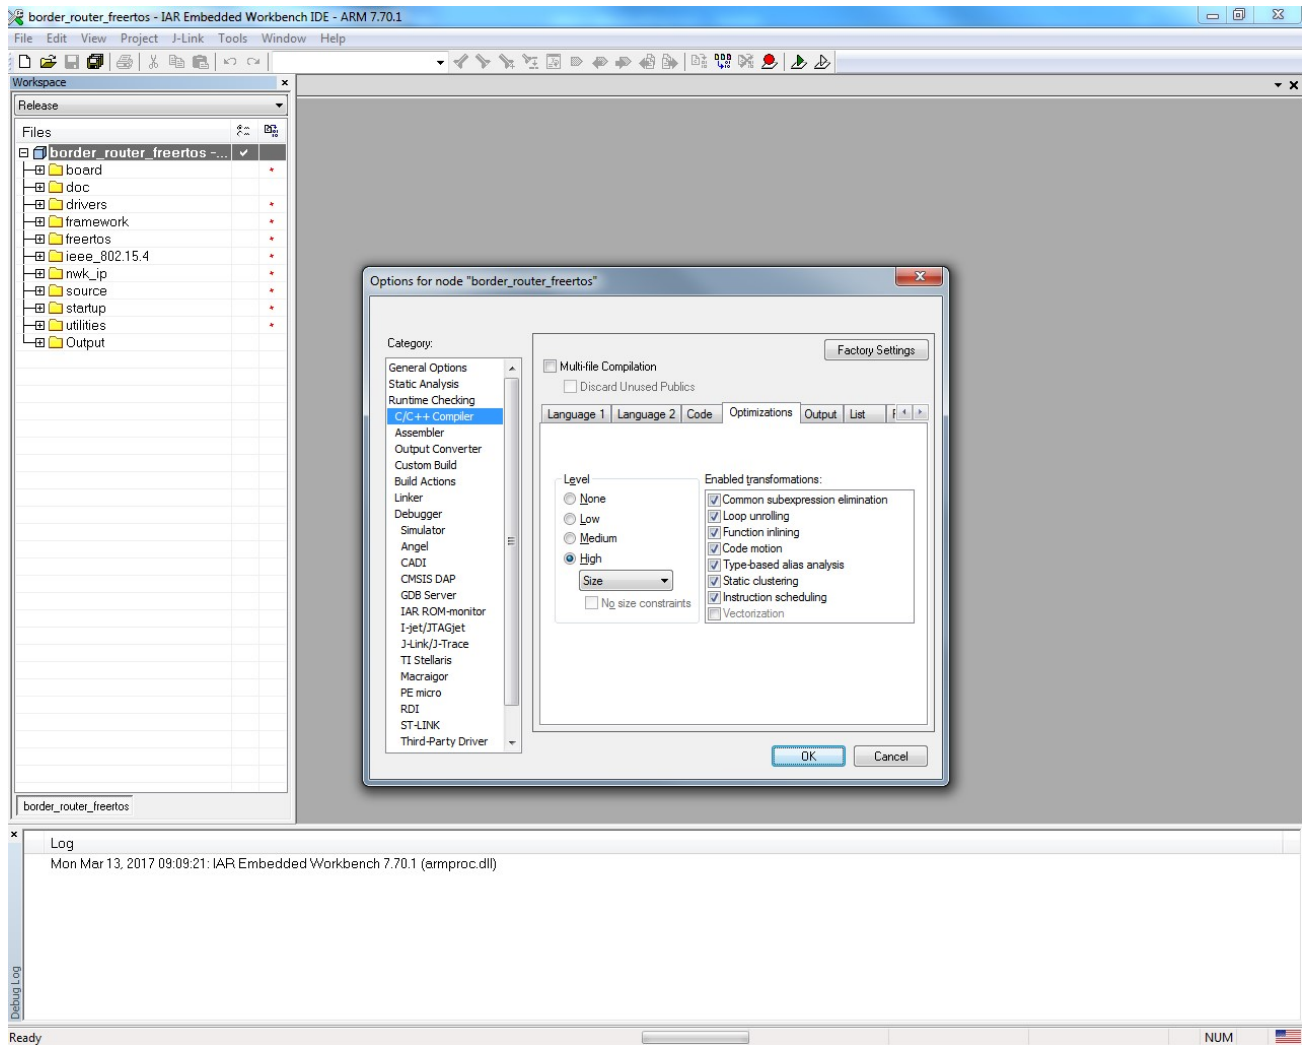 border_router_freertos - IAR Embedded Workbench IDE - ARM 7.70.1
File Edit View Project J-Link Tools Window Help
Workspace
Release
Files
border_router_freertos -...
board
doc
drivers
framework
freertos
ieee_802.15.4
nwk_ip
source
startup
utilities
Output
border_router_freertos
Options for node "border_router_freertos"
Category:
General Options
Static Analysis
Runtime Checking
C/C++ Compiler
Assembler
Output Converter
Custom Build
Build Actions
Linker
Debugger
Simulator
Angel
CADI
CMSIS DAP
GDB Server
IAR ROM-monitor
I-jet/JTAGjet
J-Link/J-Trace
TI Stellaris
Macraigor
PE micro
RDI
ST-LINK
Third-Party Driver
Factory Settings
Multi-file Compilation
Discard Unused Publics
Language 1 Language 2 Code Optimizations Output List
Level
None
Low
Medium
High
Size
No size constraints
Enabled transformations:
Common subexpression elimination
Loop unrolling
Function inlining
Code motion
Type-based alias analysis
Static clustering
Instruction scheduling
Vectorization
OK Cancel
Log
Mon Mar 13, 2017 09:09:21: IAR Embedded Workbench 7.70.1 (armproc.dll)
Debug Log
Ready
NUM